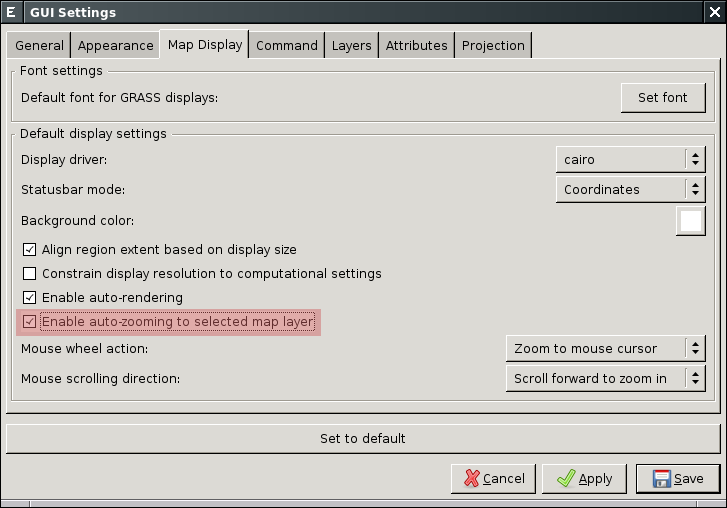 E GUI Settings
General Appearance Map Display Command Layers Attributes Projection
Font settings
Default font for GRASS displays: Set font
Default display settings
Display driver: cairo
Statusbar mode: Coordinates
Background color:
Align region extent based on display size
Constrain display resolution to computational settings
Enable auto-rendering
Enable auto-zooming to selected map layer
Mouse wheel action: Zoom to mouse cursor
Mouse scrolling direction: Scroll forward to zoom in
Set to default
Cancel Apply Save